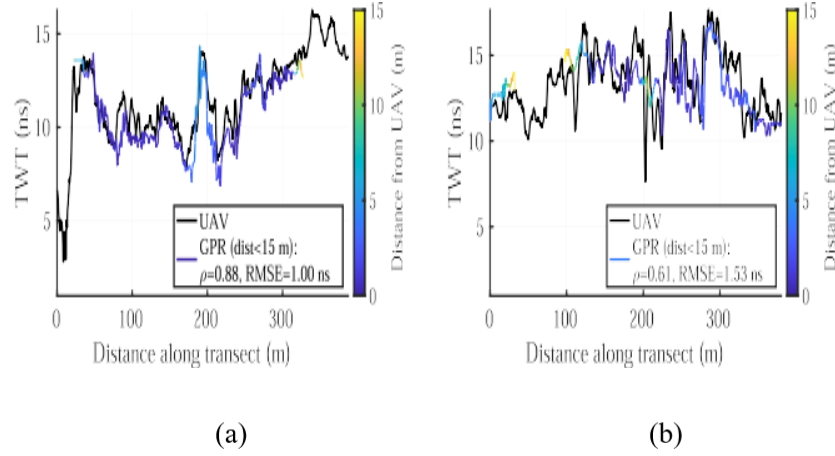 15
10
5
TWT (ns)
0
100
200
300
Distance along transect (m)
UAV
GPR (dist<15 m):
ρ=0.88, RMSE=1.00 ns
15
10
5
0
Distance from UAV (m)
(a)
15
10
5
TWT (ns)
0
100
200
300
Distance along transect (m)
UAV
GPR (dist<15 m):
ρ=0.61, RMSE=1.53 ns
15
10
5
0
Distance from UAV (m)
(b)